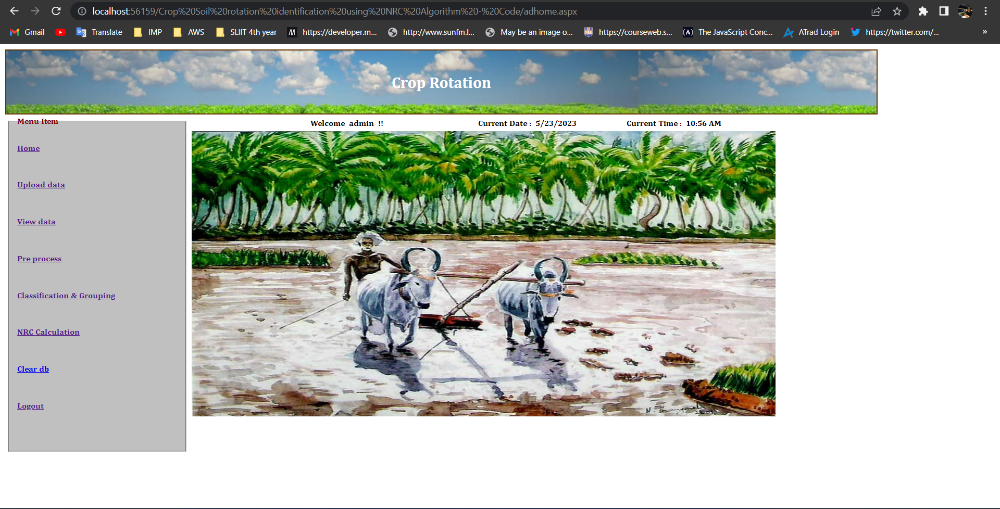 localhost:56159/Crop%20Soil%20rotation%20identification%20using%20NRC%20Algorithm%20-%20Code/adhome.aspx
Gmail Translate IMP AWS SLIIT 4th year https://developer.m... http://www.sunfm.l... May be an image o... https://courseweb.s... The JavaScript Conc... ATrad Login https://twitter.com/... »
Crop Rotation
Menu Item
Welcome admin !! Current Date : 5/23/2023 Current Time : 10:56 AM
Home
Upload data
View data
Pre process
Classification & Grouping
NRC Calculation
Clear db
Logout